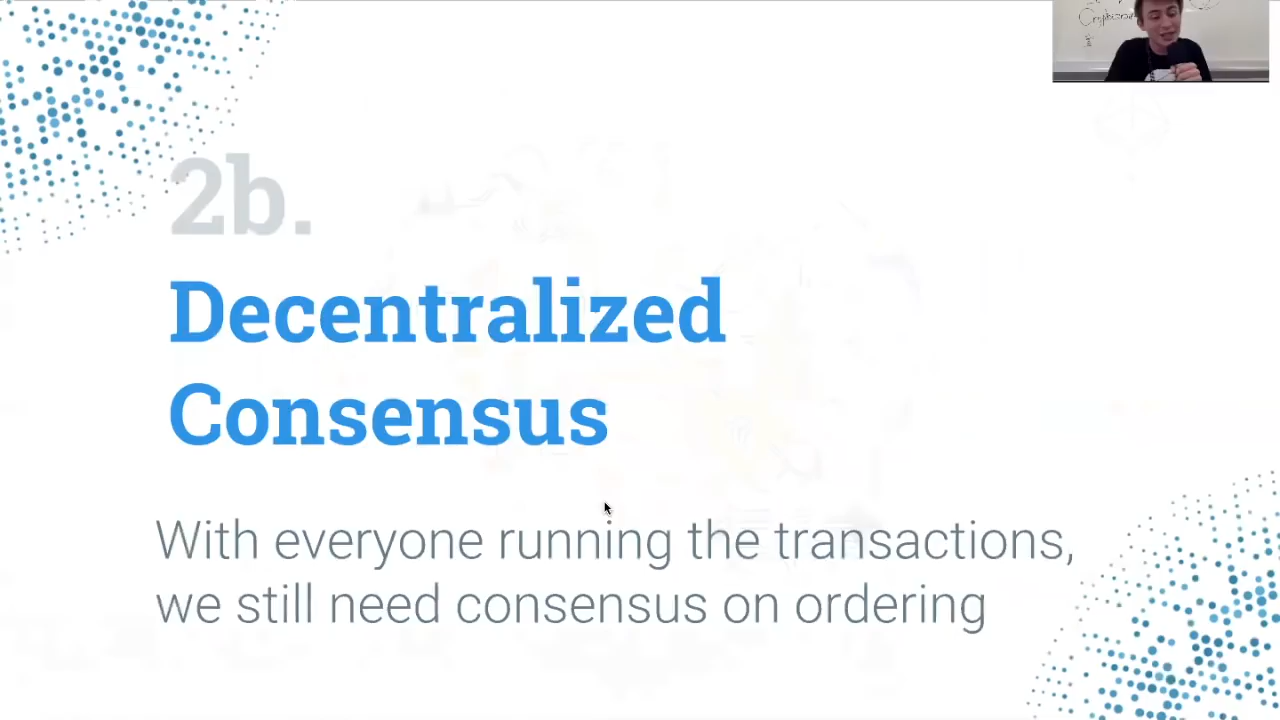 2b.
Decentralized
Consensus
With everyone running the transactions,
we still need consensus on ordering